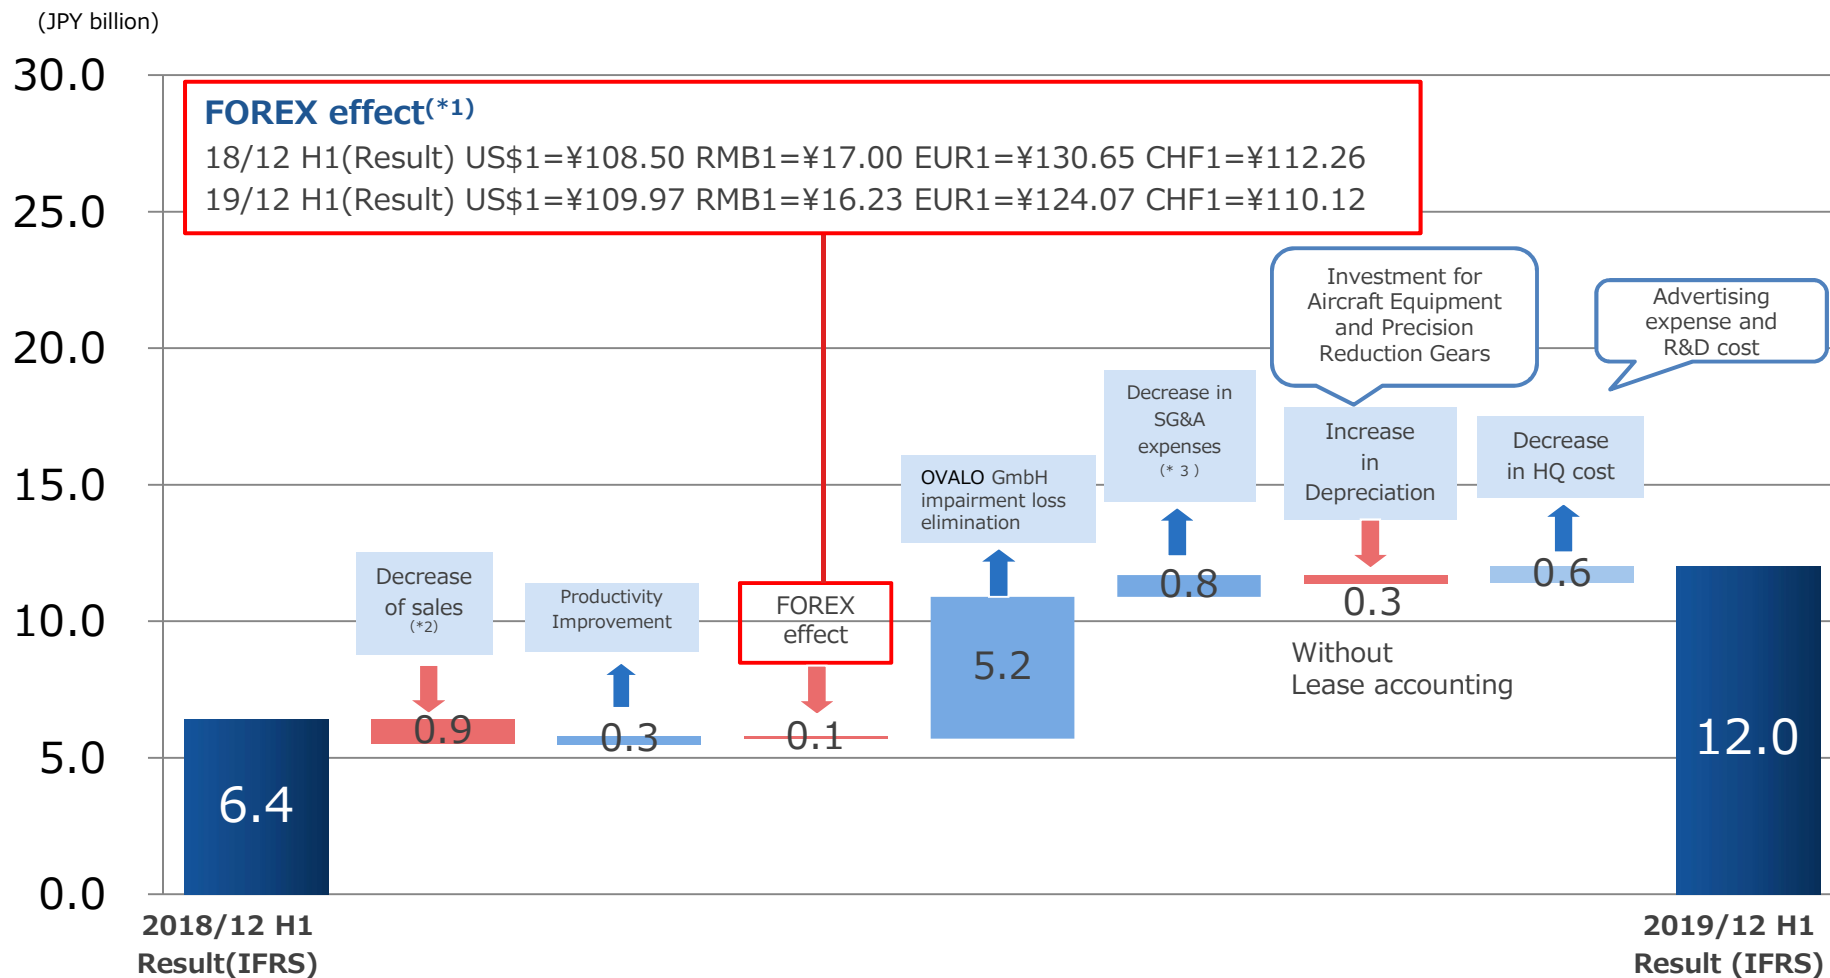 (JPY billion)
30.0
25.0
20.0
15.0
10.0
5.0
0.0
FOREX effect(*1)
18/12 H1(Result) US$1=¥108.50 RMB1=¥17.00 EUR1=¥130.65 CHF1=¥112.26
19/12 H1(Result) US$1=¥109.97 RMB1=¥16.23 EUR1=¥124.07 CHF1=¥110.12
Investment for
Aircraft Equipment
and Precision
Reduction Gears
Advertising
expense and
R&D cost
Decrease
of sales
(*2)
Productivity
Improvement
FOREX
effect
OVALO GmbH
impairment loss
elimination
Decrease in
SG&A
expenses
(* 3 )
Increase
in
Depreciation
Decrease
in HQ cost
6.4
0.9
0.3
0.1
5.2
0.8
0.3
Without
Lease accounting
0.6
12.0
2018/12 H1
Result(IFRS)
2019/12 H1
Result (IFRS)